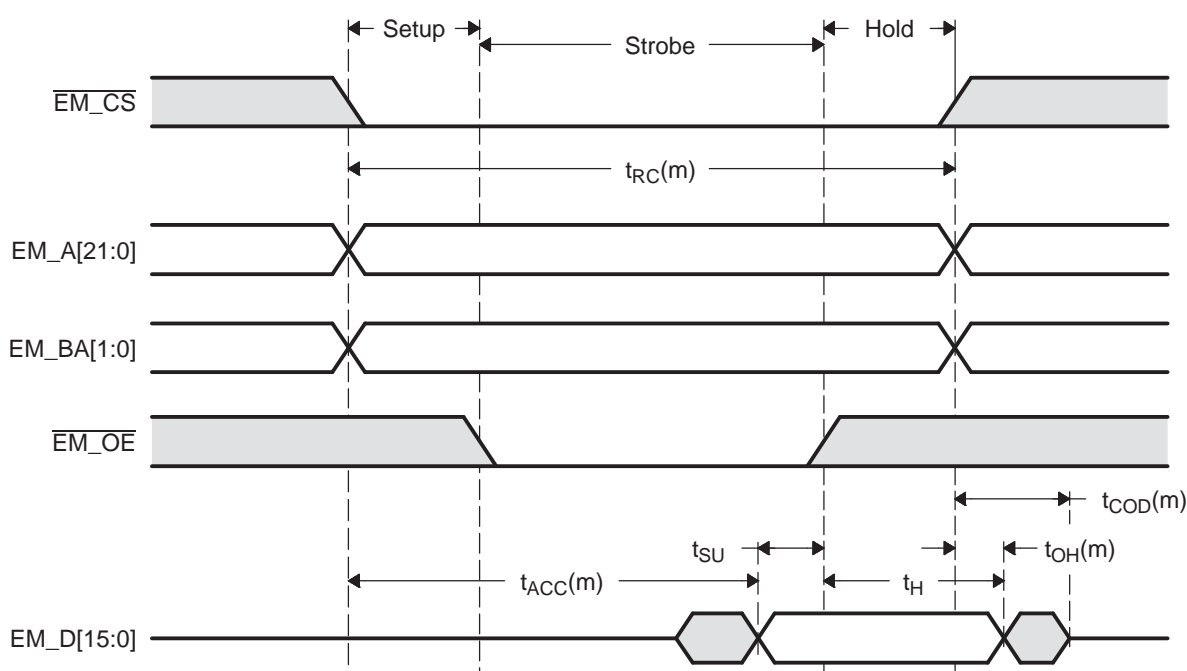 Setup
Strobe
Hold
EM_CS
tRC(m)
EM_A[21:0]
EM_BA[1:0]
EM_OE
tCOD(m)
tSU
tOH(m)
tACC(m)
tH
EM_D[15:0]